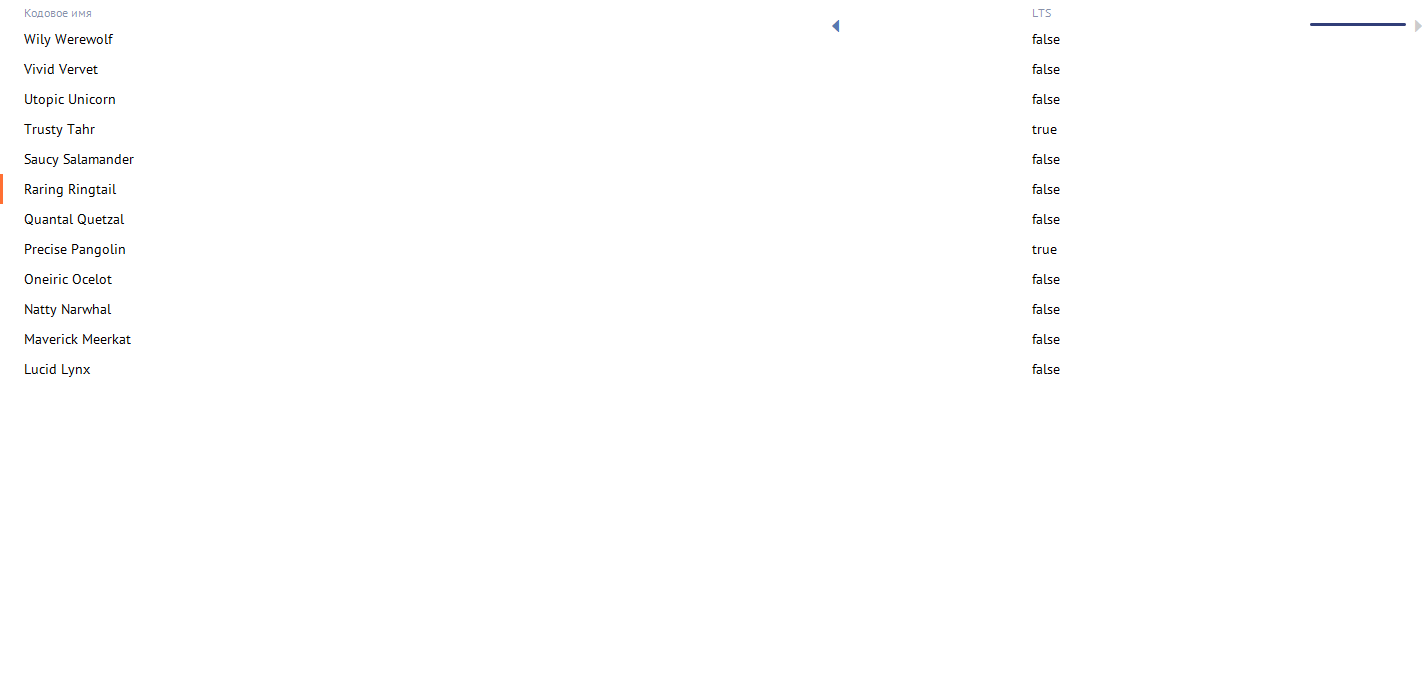 Кодовое имя LTS
Wily Werewolf false
Vivid Vervet false
Utopic Unicorn false
Trusty Tahr true
Saucy Salamander false
Raring Ringtail false
Quantal Quetzal false
Precise Pangolin true
Oneiric Ocelot false
Natty Narwhal false
Maverick Meerkat false
Lucid Lynx false